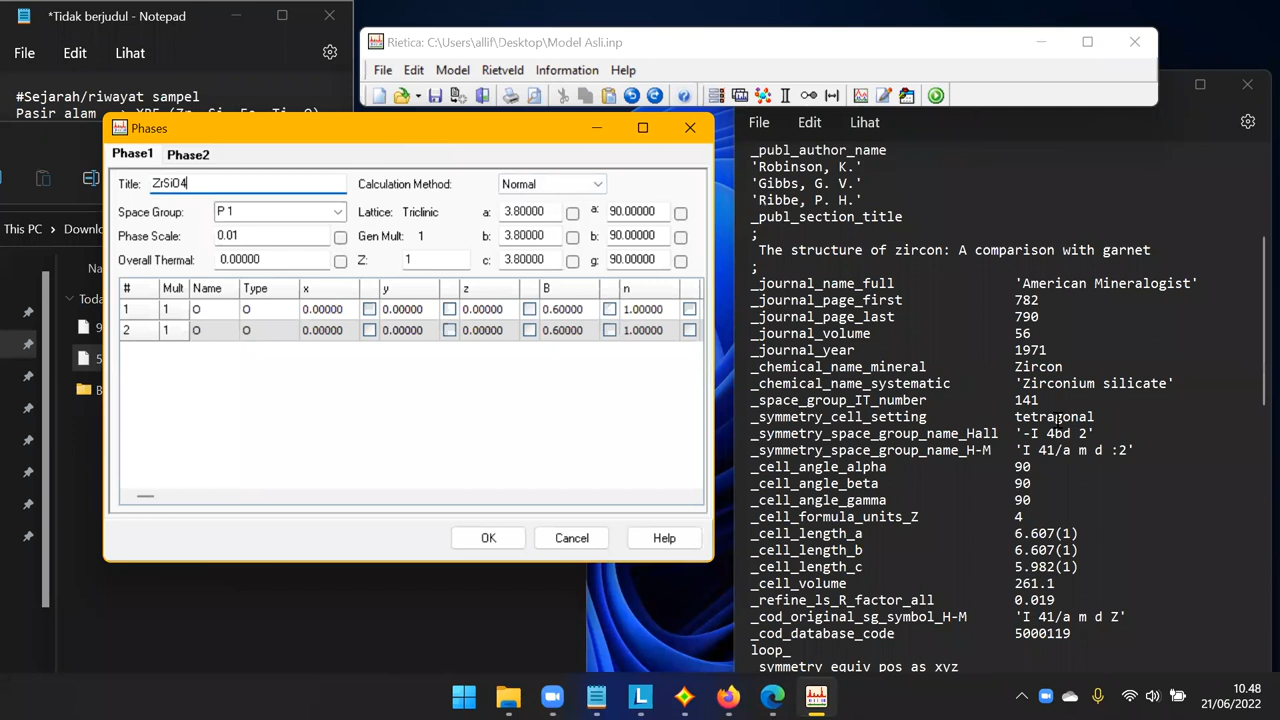 *Tidak berjudul - Notepad
File Edit Lihat
#Sejarah/riwayat sampel
This PC
Downlo
Today
Rietica: C:\Users\allif\Desktop\Model Asli.inp
File Edit Model Rietveld Information Help
Phases
Phase1 Phase2
Title: ZrSiO4 Calculation Method: Normal
Space Group: P 1 Lattice: Triclinic a: 3.80000 a: 90.00000
Phase Scale: 0.01 Gen Mult: 1 b: 3.80000 b: 90.00000
Overall Thermal: 0.00000 Z: 1 c: 3.80000 g: 90.00000
# Mult Name Type x y z B n
1 1 O O 0.00000 0.00000 0.00000 0.60000 1.00000
2 1 O O 0.00000 0.00000 0.00000 0.60000 1.00000
OK Cancel Help
File Edit Lihat
_publ_author_name
'Robinson, K.'
'Gibbs, G. V.'
'Ribbe, P. H.'
_publ_section_title
;
The structure of zircon: A comparison with garnet
;
_journal_name_full 'American Mineralogist'
_journal_page_first 782
_journal_page_last 790
_journal_volume 56
_journal_year 1971
_chemical_name_mineral Zircon
_chemical_name_systematic 'Zirconium silicate'
_space_group_IT_number 141
_symmetry_cell_setting tetragonal
_symmetry_space_group_name_Hall '-I 4bd 2'
_symmetry_space_group_name_H-M 'I 41/a m d :2'
_cell_angle_alpha 90
_cell_angle_beta 90
_cell_angle_gamma 90
_cell_formula_units_Z 4
_cell_length_a 6.607(1)
_cell_length_b 6.607(1)
_cell_length_c 5.982(1)
_cell_volume 261.1
_refine_ls_R_factor_all 0.019
_cod_original_sg_symbol_H-M 'I 41/a m d Z'
_cod_database_code 5000119
loop_
_symmetry_equiv_pos_as_xyz
10.48
21/06/2022